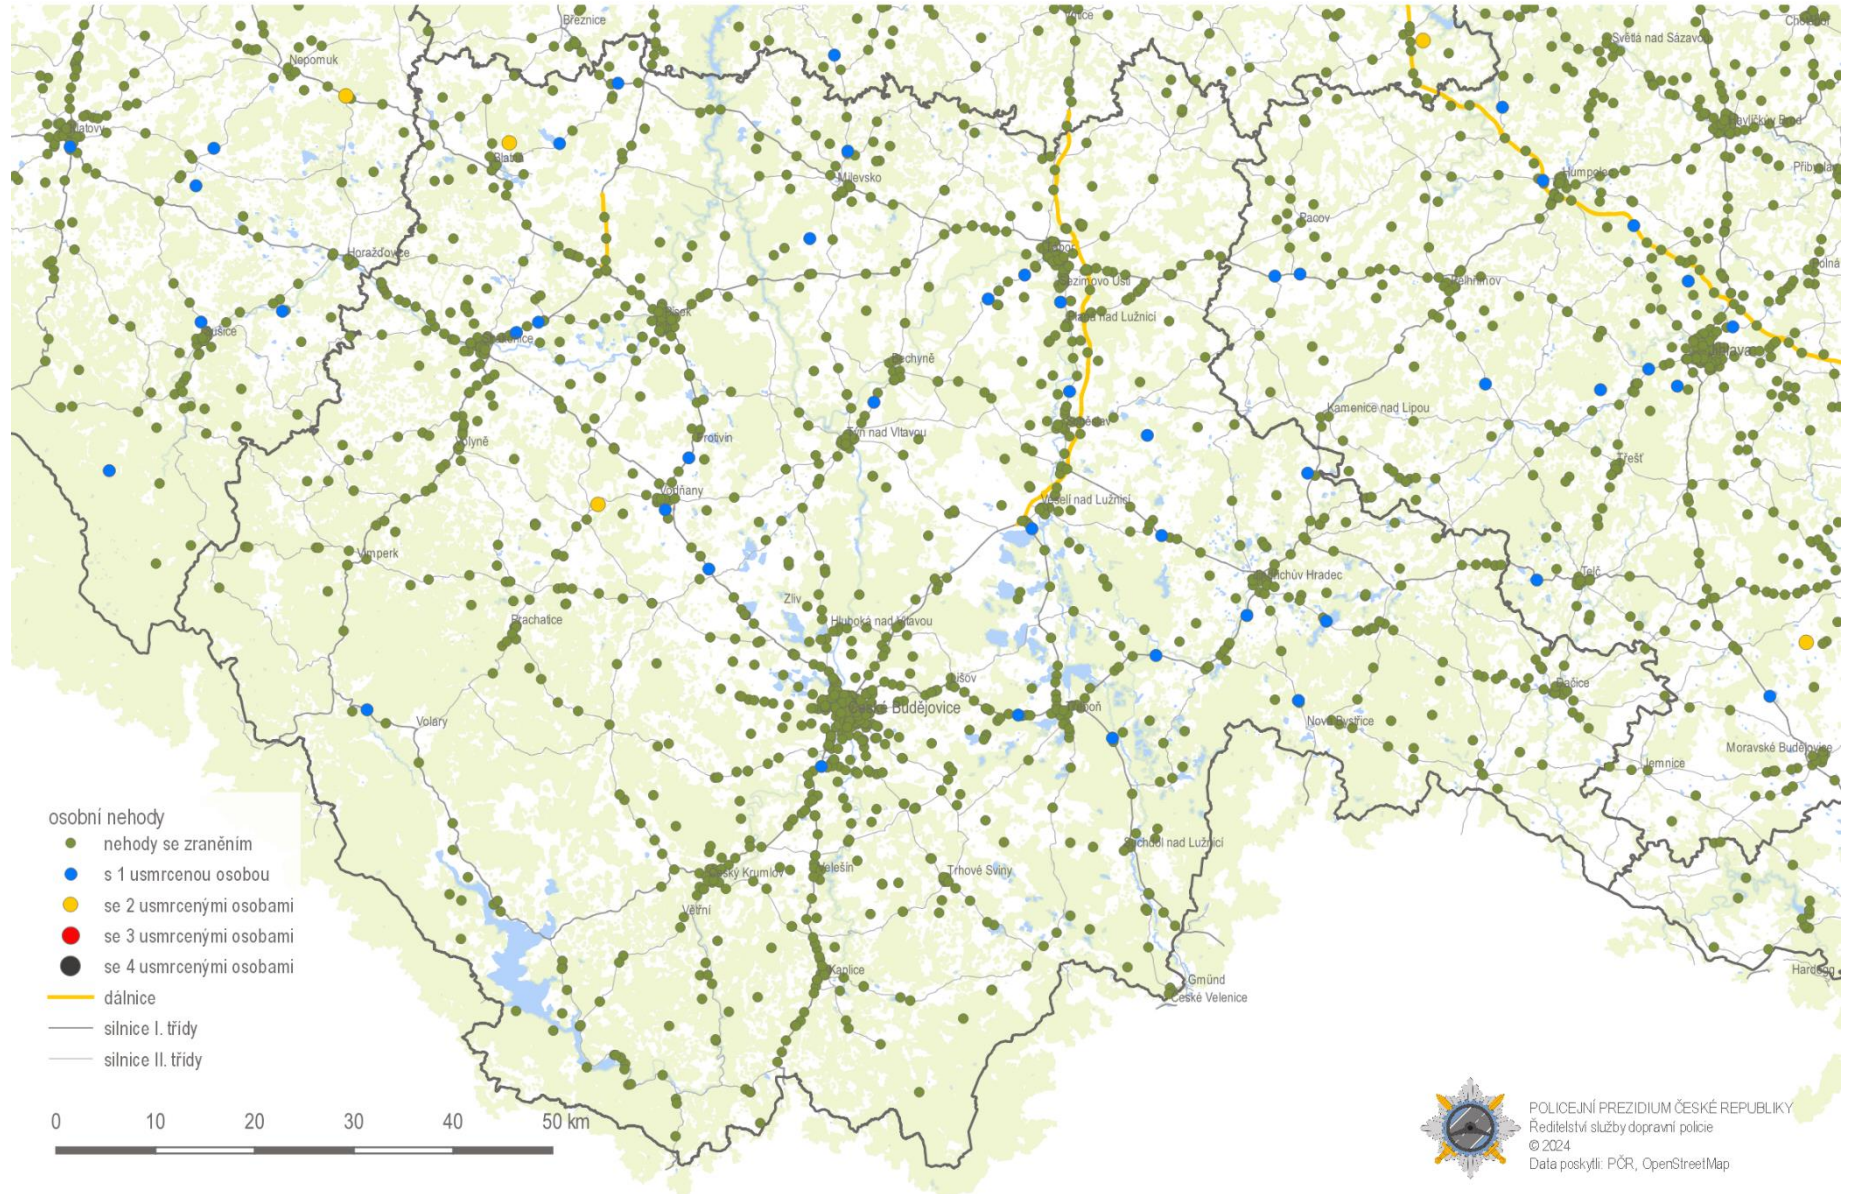 Březnice
Votice
Chotěboř
Světlá nad Sázavou
Nepomuk
Klatovy
Havlíčkův Brod
Blatná
Přibyslav
Milevsko
Humpolec
Pacov
Horažďovice
Tábor
Polná
Sezimovo Ústí
Pelhřimov
Planá nad Lužnicí
Písek
Sušice
Strakonice
Jihlava
Bechyně
Kamenice nad Lipou
Soběslav
Týn nad Vltavou
Protivín
Volyně
Třešť
Vodňany
Veselí nad Lužnicí
Vimperk
Jindřichův Hradec
Telč
Zliv
Prachatice
Hluboká nad Vltavou
Lišov
Dačice
České Budějovice
Třeboň
Volary
Nová Bystřice
Moravské Budějovice
Jemnice
Suchdol nad Lužnicí
Velešín
Český Krumlov
Trhové Sviny
Větřní
Kaplice
Gmünd
České Velenice
Hardegg
osobní nehody
nehody se zraněním
s 1 usmrcenou osobou
se 2 usmrcenými osobami
se 3 usmrcenými osobami
se 4 usmrcenými osobami
dálnice
silnice I. třídy
silnice II. třídy
0 10 20 30 40 50 km
POLICEJNÍ PREZIDIUM ČESKÉ REPUBLIKY
Ředitelství služby dopravní policie
© 2024
Data poskytli: PČR, OpenStreetMap